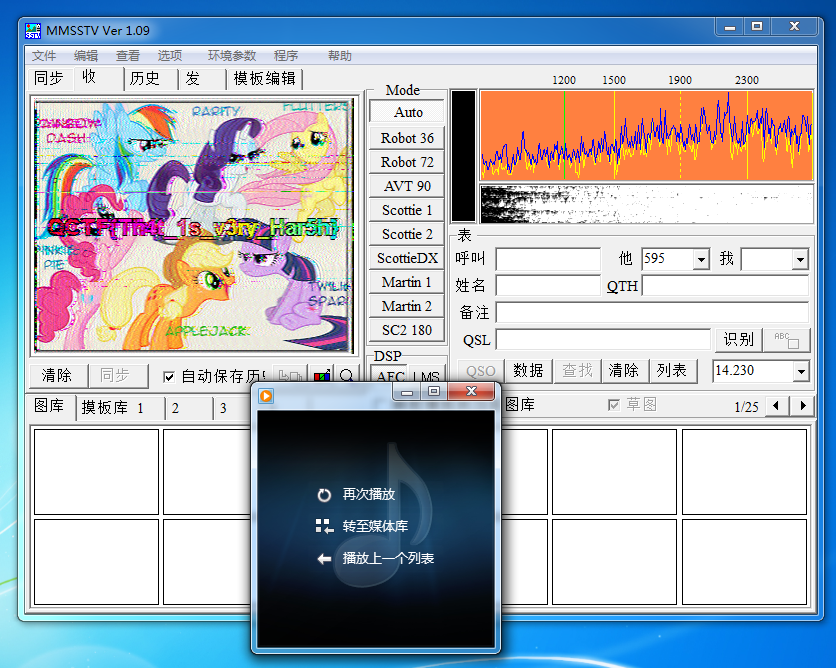 MMSSTV Ver 1.09
文件 编辑 查看 选项 环境参数 程序 帮助
同步 收 历史 发 模板编辑
RAINBOW DASH
RARITY
FLUTTERS
QCTF{Th4t_1s_v3ry_Har5h}
PINKIE PIE
TWILIG
SPAR
APPLEJACK
Mode
Auto
Robot 36
Robot 72
AVT 90
Scottie 1
Scottie 2
ScottieDX
Martin 1
Martin 2
SC2 180
DSP
AFC LMS
1200 1500 1900 2300
表
呼叫 他 595 我
姓名 QTH
备注
QSL 识别 ABC
QSO 数据 查找 清除 列表 14.230
清除 同步 自动保存历
图库 摸板库 1 2 3
图库 草图 1/25
再次播放
转至媒体库
播放上一个列表